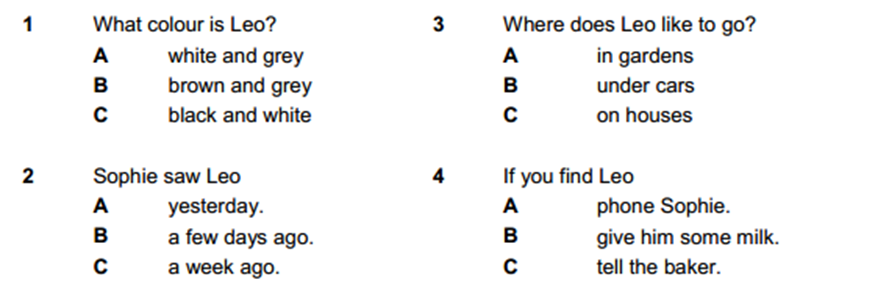 1 What colour is Leo?
A white and grey
B brown and grey
C black and white
2 Sophie saw Leo
A yesterday.
B a few days ago.
C a week ago.
3 Where does Leo like to go?
A in gardens
B under cars
C on houses
4 If you find Leo
A phone Sophie.
B give him some milk.
C tell the baker.